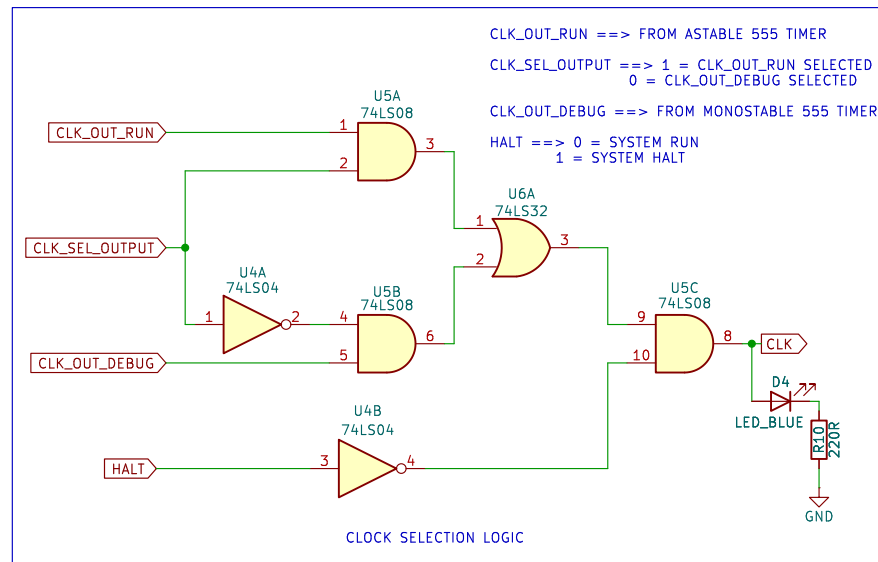 CLK_OUT_RUN ==> FROM ASTABLE 555 TIMER
CLK_SEL_OUTPUT ==> 1 = CLK_OUT_RUN SELECTED
0 = CLK_OUT_DEBUG SELECTED
CLK_OUT_DEBUG ==> FROM MONOSTABLE 555 TIMER
HALT ==> 0 = SYSTEM RUN
1 = SYSTEM HALT
U5A
74LS08
CLK_OUT_RUN
1
2
3
U6A
74LS32
1
2
3
CLK_SEL_OUTPUT
U4A
74LS04
1
2
U5B
74LS08
4
5
6
CLK_OUT_DEBUG
U5C
74LS08
9
10
8
CLK
D4
LED_BLUE
R10
220R
GND
U4B
74LS04
HALT
3
4
CLOCK SELECTION LOGIC